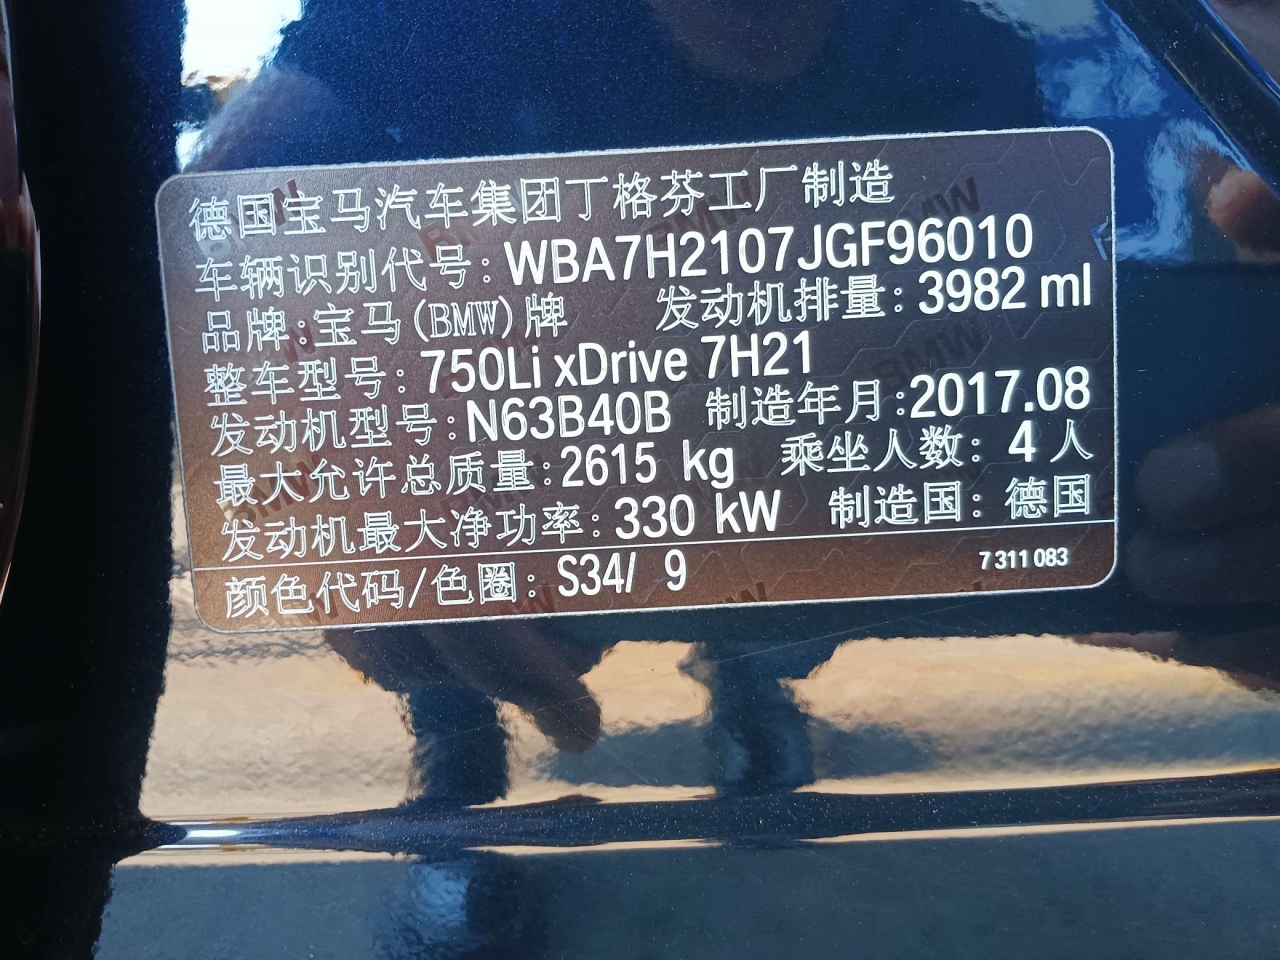 德国宝马汽车集团丁格芬工厂制造
车辆识别代号: WBA7H2107JGF96010
品牌:宝马(BMW)牌 发动机排量: 3982 ml
整车型号: 750Li xDrive 7H21
发动机型号: N63B40B 制造年月:2017.08
最大允许总质量:2615 kg 乘坐人数: 4 人
发动机最大净功率: 330 kW 制造国: 德国
颜色代码/色圈: S34/ 9 7 311 083